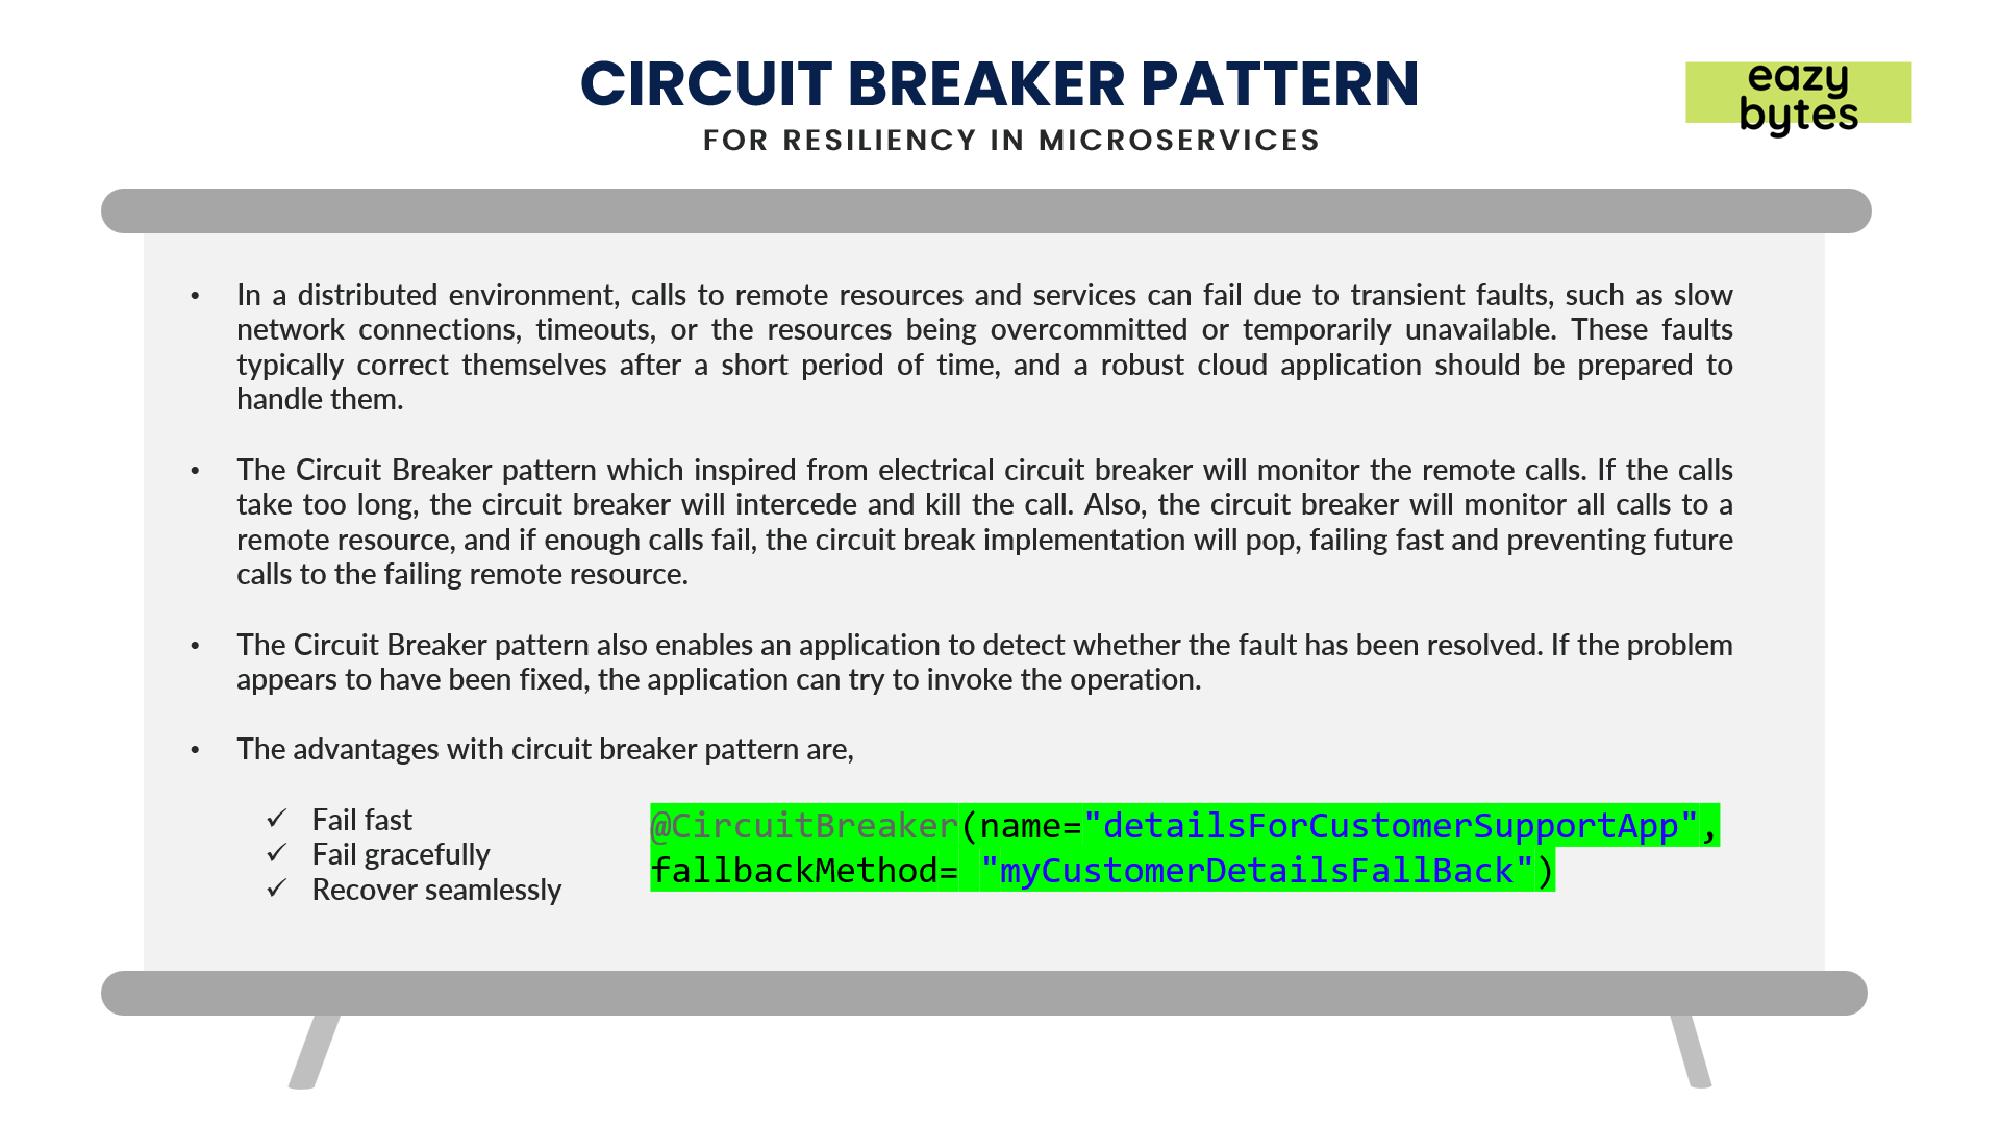 CIRCUIT BREAKER PATTERN
FOR RESILIENCY IN MICROSERVICES
eazy
bytes
• In a distributed environment, calls to remote resources and services can fail due to transient faults, such as slow
network connections, timeouts, or the resources being overcommitted or temporarily unavailable. These faults
typically correct themselves after a short period of time, and a robust cloud application should be prepared to
handle them.
• The Circuit Breaker pattern which inspired from electrical circuit breaker will monitor the remote calls. If the calls
take too long, the circuit breaker will intercede and kill the call. Also, the circuit breaker will monitor all calls to a
remote resource, and if enough calls fail, the circuit break implementation will pop, failing fast and preventing future
calls to the failing remote resource.
• The Circuit Breaker pattern also enables an application to detect whether the fault has been resolved. If the problem
appears to have been fixed, the application can try to invoke the operation.
• The advantages with circuit breaker pattern are,
✓ Fail fast
✓ Fail gracefully
✓ Recover seamlessly
@CircuitBreaker(name="detailsForCustomerSupportApp",
fallbackMethod= "myCustomerDetailsFallBack")